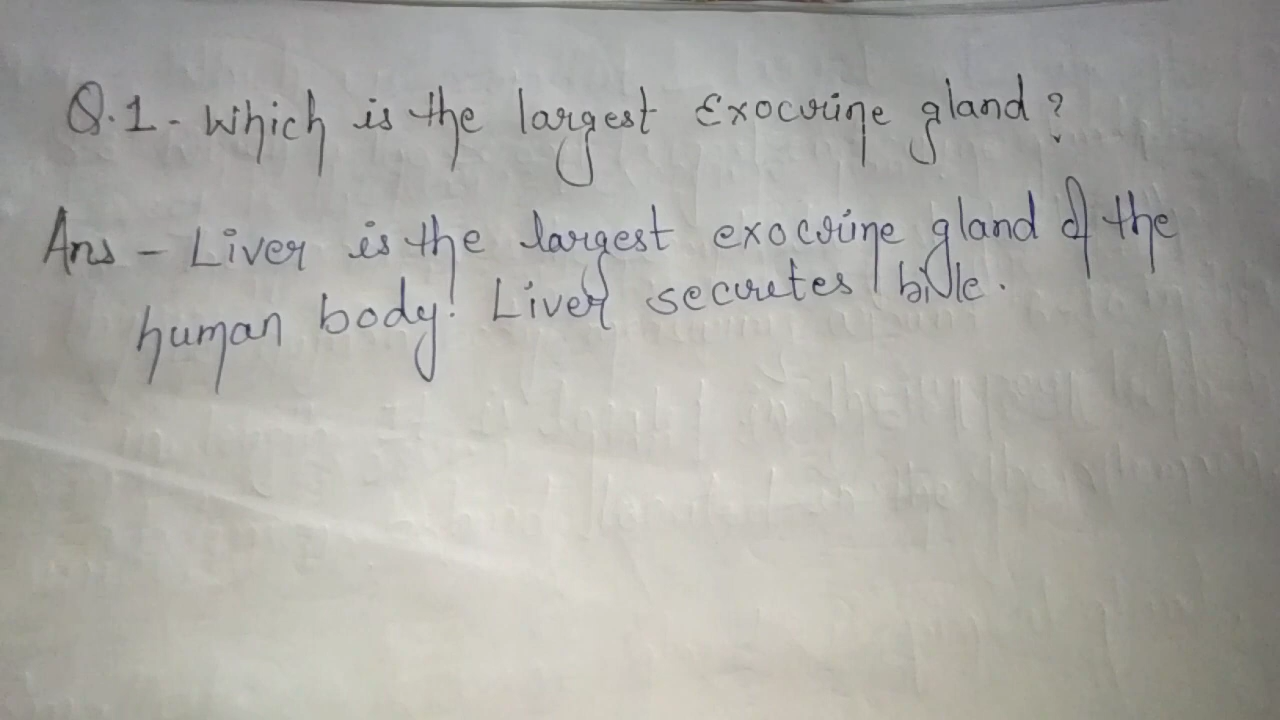 Q.1- Which is the largest Exocrine gland?
Ans - Liver is the largest exocrine gland of the
human body. Liver secretes bile.